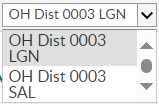 OH Dist 0003 LGN
OH Dist 0003
LGN
OH Dist 0003
SAL